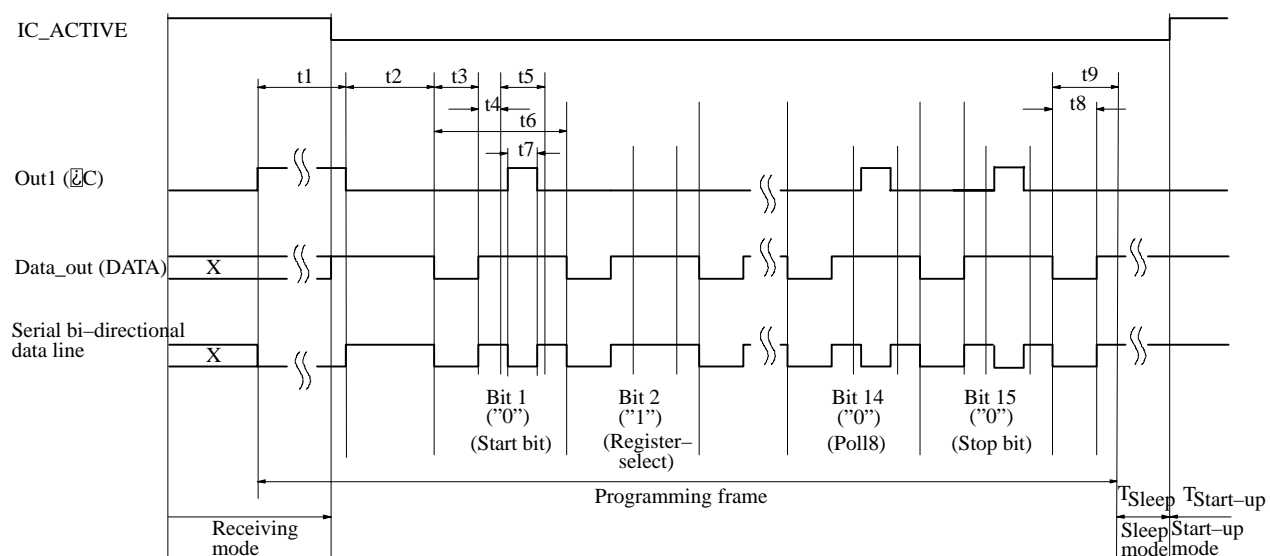 IC_ACTIVE
t1
t2
t3
t5
t9
t4
t6
t8
t7
Out1 (C)
Data_out (DATA)
X
Serial bi–directional
data line
X
Bit 1
("0")
(Start bit)
Bit 2
("1")
(Register–
select)
Bit 14
("0")
(Poll8)
Bit 15
("0")
(Stop bit)
Programming frame
TSleep
TStart–up
Receiving
mode
Sleep
mode
Start–up
mode